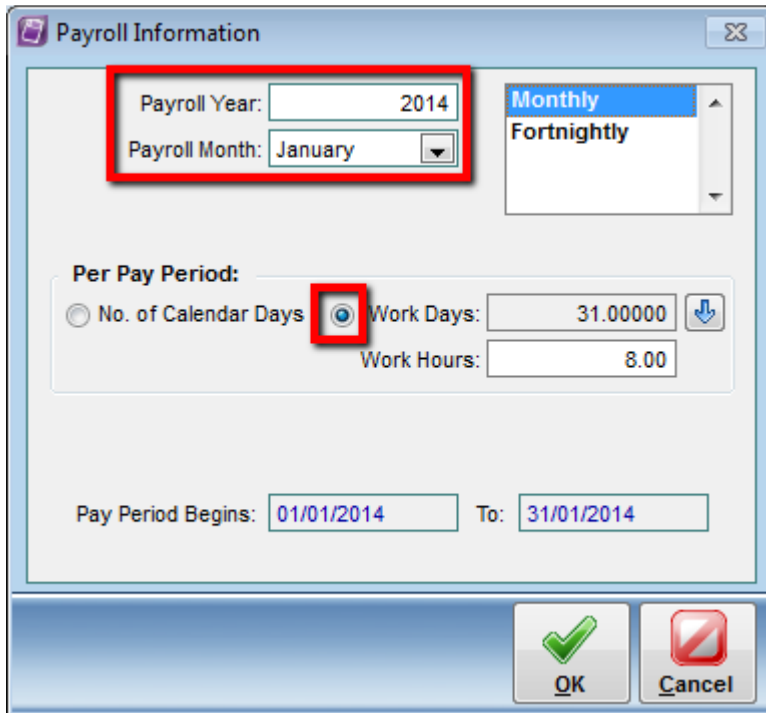 Payroll Information
Payroll Year: 2014
Payroll Month: January
Monthly
Fortnightly
Per Pay Period:
No. of Calendar Days Work Days: 31.00000
Work Hours: 8.00
Pay Period Begins: 01/01/2014 To: 31/01/2014
OK Cancel